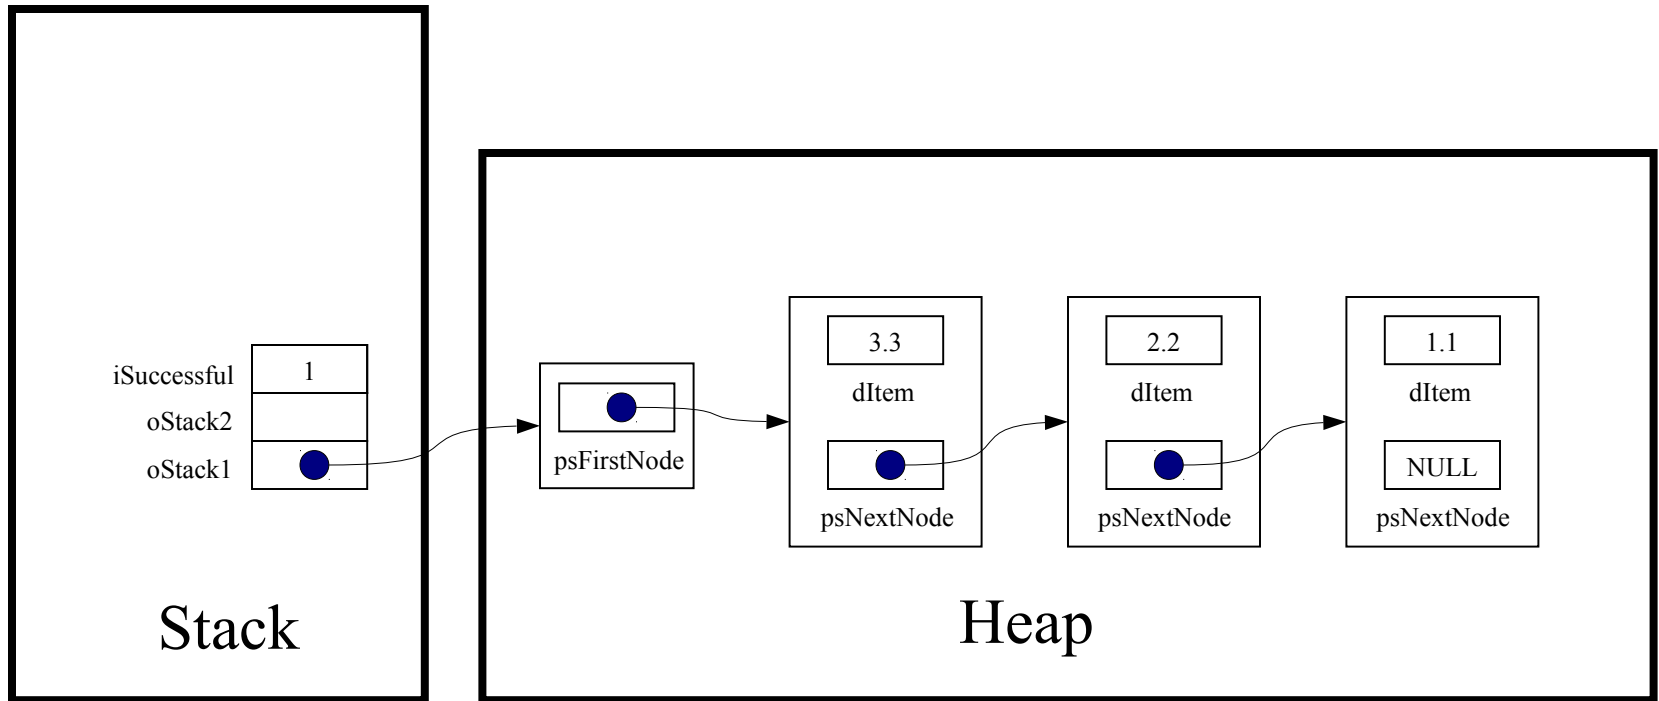 iSuccessful
1
oStack2
oStack1
Stack
psFirstNode
3.3
dItem
psNextNode
2.2
dItem
psNextNode
1.1
dItem
NULL
psNextNode
Heap